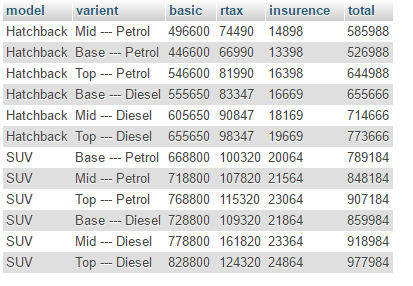 model varient basic rtax insurence total
Hatchback Mid --- Petrol 496600 74490 14898 585988
Hatchback Base --- Petrol 446600 66990 13398 526988
Hatchback Top --- Petrol 546600 81990 16398 644988
Hatchback Base --- Diesel 555650 83347 16669 655666
Hatchback Mid --- Diesel 605650 90847 18169 714666
Hatchback Top --- Diesel 655650 98347 19669 773666
SUV Base --- Petrol 668800 100320 20064 789184
SUV Mid --- Petrol 718800 107820 21564 848184
SUV Top --- Petrol 768800 115320 23064 907184
SUV Base --- Diesel 728800 109320 21864 859984
SUV Mid --- Diesel 778800 161820 23364 918984
SUV Top --- Diesel 828800 124320 24864 977984